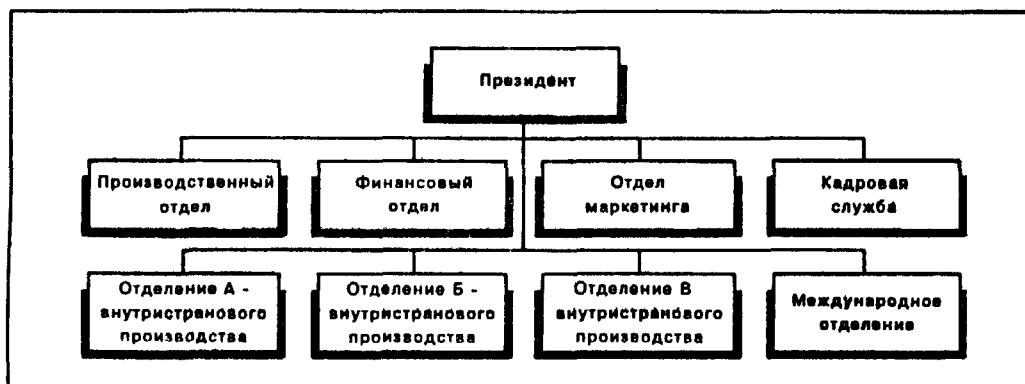 Президент
Производственный
отдел
Финансовый
отдел
Отдел
маркетинга
Кадровая
служба
Отделение А -
внутристранового
производства
Отделение Б -
внутристранового
производства
Отделение В
внутристранового
производства
Международное
отделение